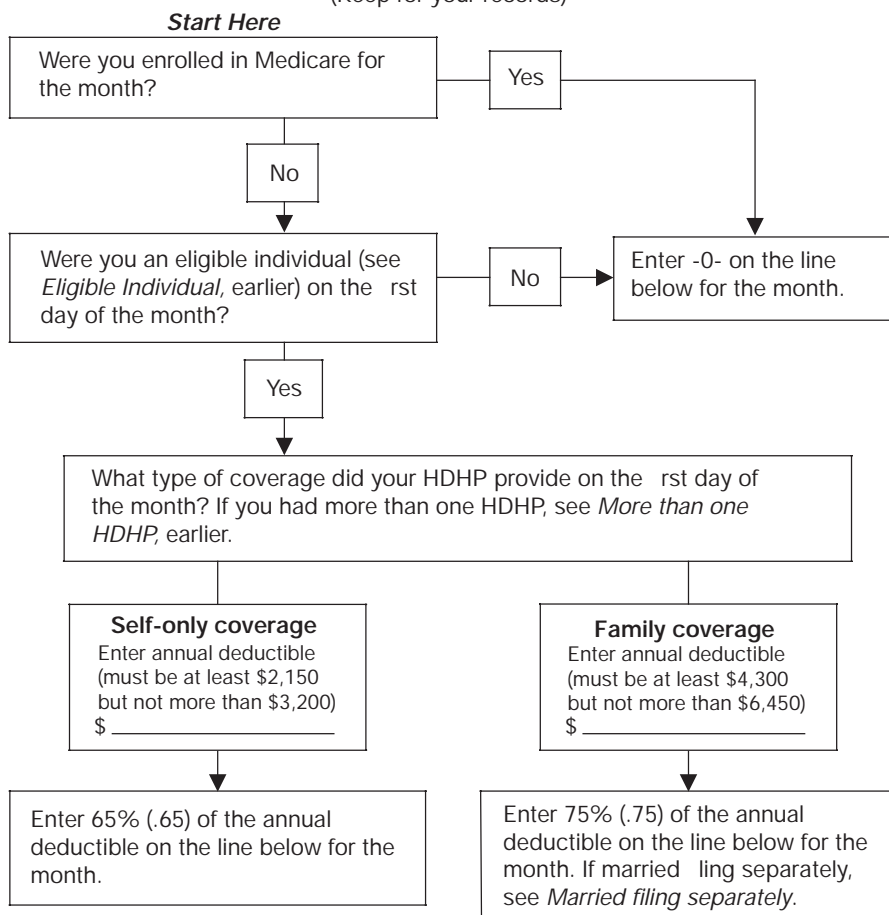 (Keep for your records)
Start Here
Were you enrolled in Medicare for
the month?
Yes
No
Were you an eligible individual (see
Eligible Individual, earlier) on the rst
day of the month?
No
Enter -0- on the line
below for the month.
Yes
What type of coverage did your HDHP provide on the rst day of
the month? If you had more than one HDHP, see More than one
HDHP, earlier.
Self-only coverage
Enter annual deductible
(must be at least $2,150
but not more than $3,200)
$ ____________________
Family coverage
Enter annual deductible
(must be at least $4,300
but not more than $6,450)
$ ____________________
Enter 65% (.65) of the annual
deductible on the line below for the
month.
Enter 75% (.75) of the annual
deductible on the line below for the
month. If married ling separately,
see Married filing separately.